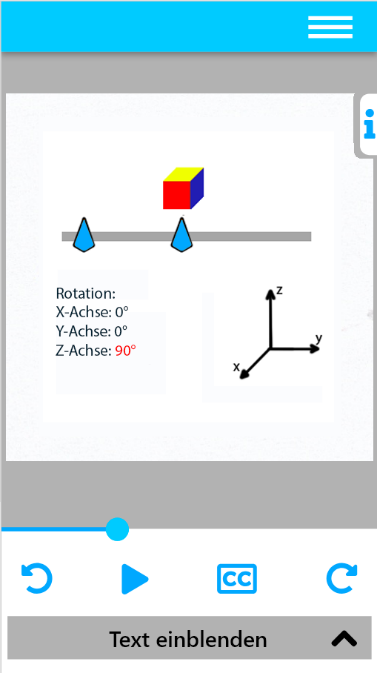 i
z
Rotation:
X-Achse: 0°
Y-Achse: 0°
Z-Achse: 90°
y
x
CC
Text einblenden